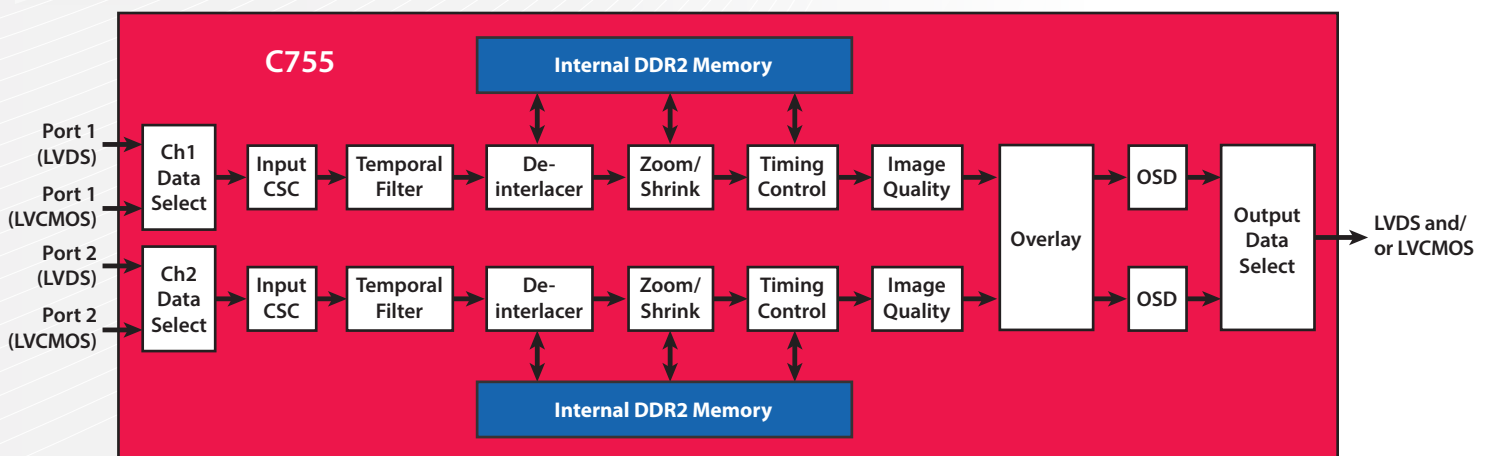 C755
Internal DDR2 Memory
Port 1
(LVDS)
Port 1
(LVCMOS)
Ch1
Data
Select
Input
CSC
Temporal
Filter
De-
interlacer
Zoom/
Shrink
Timing
Control
Image
Quality
Port 2
(LVDS)
Port 2
(LVCMOS)
Ch2
Data
Select
Input
CSC
Temporal
Filter
De-
interlacer
Zoom/
Shrink
Timing
Control
Image
Quality
Overlay
OSD
OSD
Output
Data
Select
LVDS and/
or LVCMOS
Internal DDR2 Memory